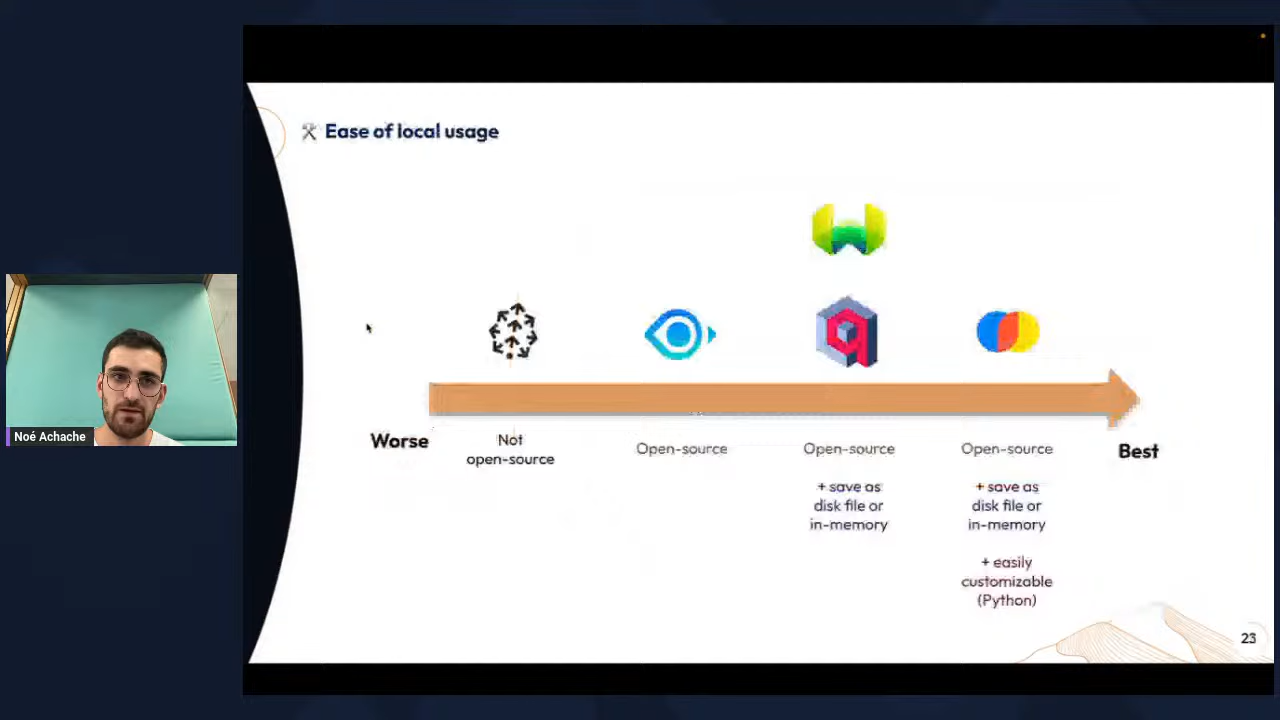 Ease of local usage
Worse
Not
open-source
Open-source
Open-source
+ save as
disk file or
in-memory
Open-source
+ save as
disk file or
in-memory
+ easily
customizable
(Python)
Best
23
Noé Achache